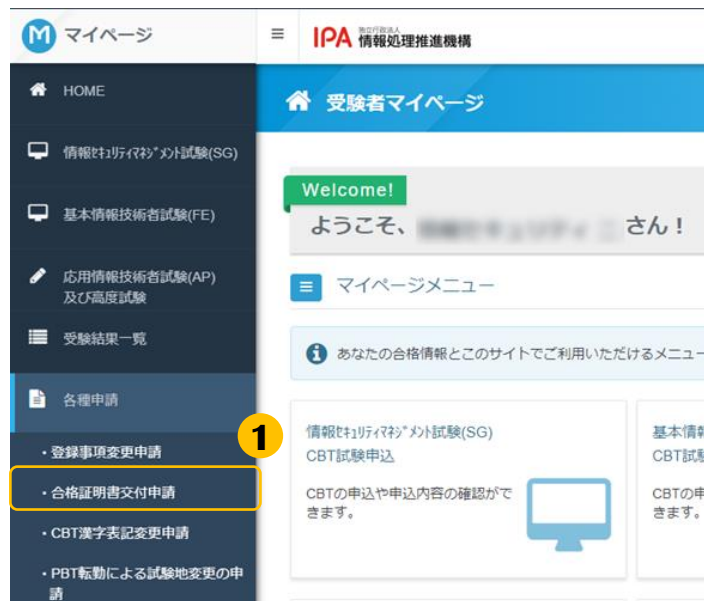 M マイページ
≡
IPA 独立行政法人
情報処理推進機構
HOME
情報ｾｷｭﾘﾃｨﾏﾈｼﾞﾒﾝﾄ試験(SG)
基本情報技術者試験(FE)
応用情報技術者試験(AP)
及び高度試験
受験結果一覧
各種申請
・登録事項変更申請
1
・合格証明書交付申請
・CBT漢字表記変更申請
・PBT転勤による試験地変更の申
請
受験者マイページ
Welcome!
ようこそ、 さん！
マイページメニュー
あなたの合格情報とこのサイトでご利用いただけるメニュー
情報ｾｷｭﾘﾃｨﾏﾈｼﾞﾒﾝﾄ試験(SG)
CBT試験申込
CBTの申込や申込内容の確認がで
きます。
基本情報
CBT試験
CBTの申
きます。